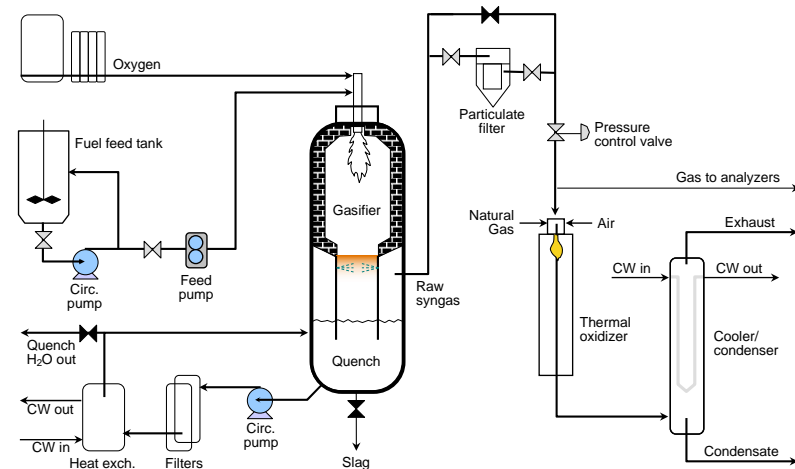 Oxygen
Fuel feed tank
Circ.
pump
Feed
pump
Gasifier
Quench
Raw
syngas
Particulate
filter
Pressure
control valve
Gas to analyzers
Natural
Gas
Air
Thermal
oxidizer
Exhaust
CW in
CW out
Cooler/
condenser
Condensate
Quench
H₂O out
CW out
CW in
Heat exch.
Filters
Circ.
pump
Slag